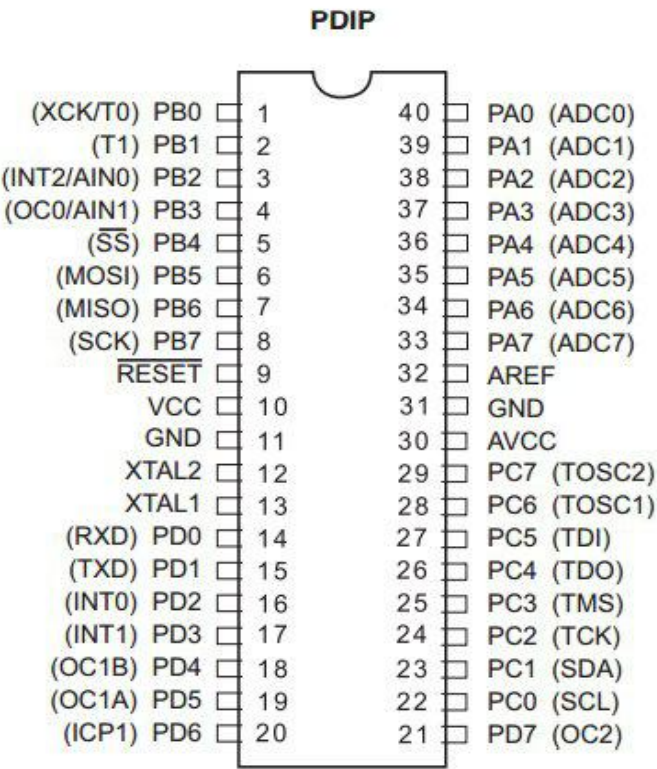 PDIP
(XCK/T0) PB0 1 40 PA0 (ADC0)
(T1) PB1 2 39 PA1 (ADC1)
(INT2/AIN0) PB2 3 38 PA2 (ADC2)
(OC0/AIN1) PB3 4 37 PA3 (ADC3)
(SS) PB4 5 36 PA4 (ADC4)
(MOSI) PB5 6 35 PA5 (ADC5)
(MISO) PB6 7 34 PA6 (ADC6)
(SCK) PB7 8 33 PA7 (ADC7)
RESET 9 32 AREF
VCC 10 31 GND
GND 11 30 AVCC
XTAL2 12 29 PC7 (TOSC2)
XTAL1 13 28 PC6 (TOSC1)
(RXD) PD0 14 27 PC5 (TDI)
(TXD) PD1 15 26 PC4 (TDO)
(INT0) PD2 16 25 PC3 (TMS)
(INT1) PD3 17 24 PC2 (TCK)
(OC1B) PD4 18 23 PC1 (SDA)
(OC1A) PD5 19 22 PC0 (SCL)
(ICP1) PD6 20 21 PD7 (OC2)